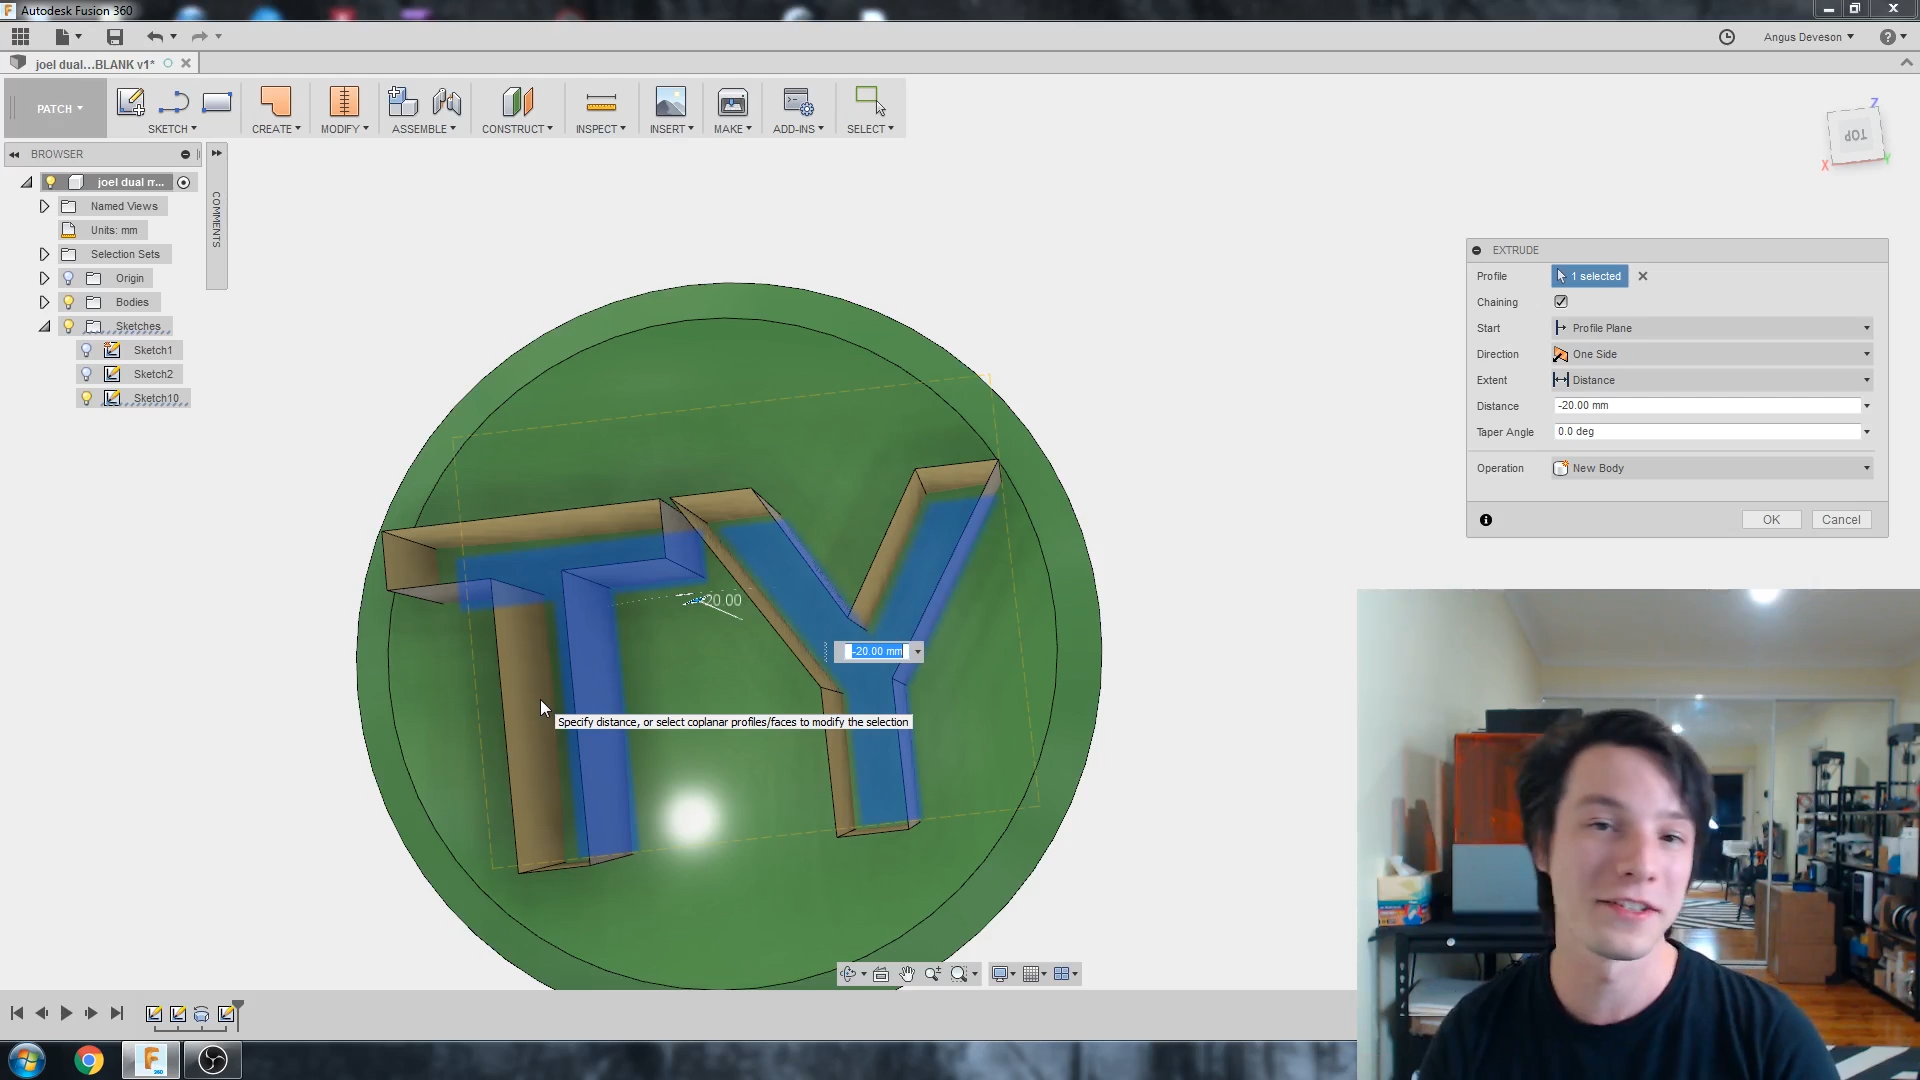 Autodesk Fusion 360
Angus Deveson
joel dual...BLANK v1*
PATCH
SKETCH
CREATE
MODIFY
ASSEMBLE
CONSTRUCT
INSPECT
INSERT
MAKE
ADD-INS
SELECT
Z
TOP
X
Y
BROWSER
COMMENTS
joel dual m...
Named Views
Units: mm
Selection Sets
Origin
Bodies
Sketches
Sketch1
Sketch2
Sketch10
EXTRUDE
Profile 1 selected
Chaining
Start Profile Plane
Direction One Side
Extent Distance
Distance -20.00 mm
Taper Angle 0.0 deg
Operation New Body
OK Cancel
TY
-20.00
-20.00 mm
Specify distance, or select coplanar profiles/faces to modify the selection